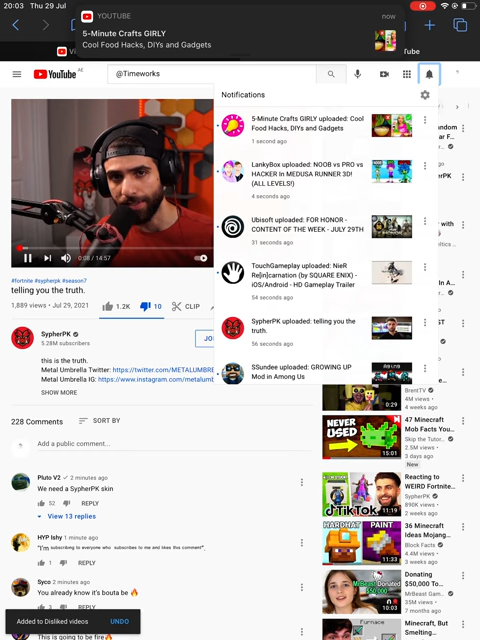 20:03 Thu 29 Jul
YOUTUBE
now
5-Minute Crafts GIRLY
Cool Food Hacks, DIYs and Gadgets
YouTube AE
@Timeworks
Notifications
5-Minute Crafts GIRLY uploaded: Cool
Food Hacks, DIYs and Gadgets
1 second ago
LankyBox uploaded: NOOB vs PRO vs
HACKER In MEDUSA RUNNER 3D!
(ALL LEVELS!)
4 seconds ago
Ubisoft uploaded: FOR HONOR -
CONTENT OF THE WEEK - JULY 29TH
31 seconds ago
TouchGameplay uploaded: NieR
Re[in]carnation (by SQUARE ENIX) -
iOS/Android - HD Gameplay Trailer
54 seconds ago
SypherPK uploaded: telling you the
truth.
56 seconds ago
SSundee uploaded: GROWING UP
Mod in Among Us
0:08 / 14:57
#fortnite #sypherpk #season7
telling you the truth.
1,889 views • Jul 29, 2021
1.2K
10
CLIP
SypherPK
5.28M subscribers
this is the truth.
Metal Umbrella Twitter: https://twitter.com/METALUMBRE
Metal Umbrella IG: https://www.instagram.com/metalumb
SHOW MORE
228 Comments
SORT BY
Add a public comment...
Pluto V2 2 minutes ago
We need a SypherPK skin
52
REPLY
View 13 replies
HYP Ishy 1 minute ago
"I'm subscribing to everyone who subscribes to me and likes this comment".
1
REPLY
Syco 2 minutes ago
You already know it's bouta be 🔥
3
REPLY
This is going to be fire🔥
Added to Disliked videos
UNDO
0:29
BrentTV
4M views •
4 weeks ago
NEVER
USED
15:01
47 Minecraft
Mob Facts You...
Skip the Tutor...
2.5M views •
3 days ago
New
TikTok
11:19
Reacting to
WEIRD Fortnite...
SypherPK
890K views •
2 weeks ago
HARDHAT
PAINT
11:33
36 Minecraft
Ideas Mojang...
Block Facts
4.4M views •
3 weeks ago
MrBeast Donated
$50,000
10:03
Donating
$50,000 To...
MrBeast Gam...
35M views •
7 months ago
Minecraft, But
Smelting...